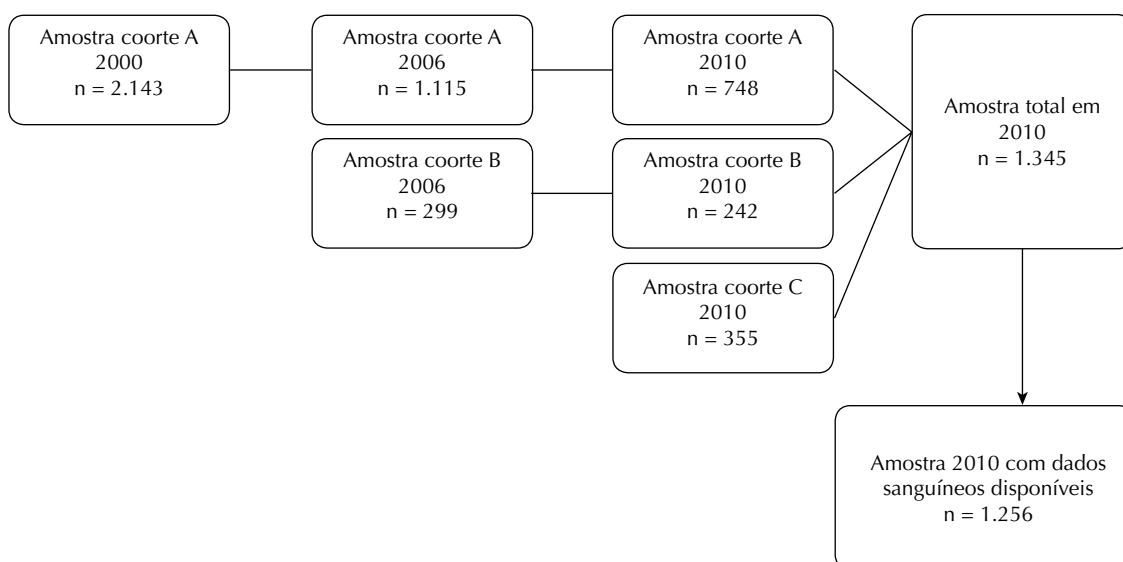 Amostra coorte A
2000
n = 2.143
Amostra coorte A
2006
n = 1.115
Amostra coorte A
2010
n = 748
Amostra total em
2010
n = 1.345
Amostra coorte B
2006
n = 299
Amostra coorte B
2010
n = 242
Amostra coorte C
2010
n = 355
Amostra 2010 com dados
sanguíneos disponíveis
n = 1.256